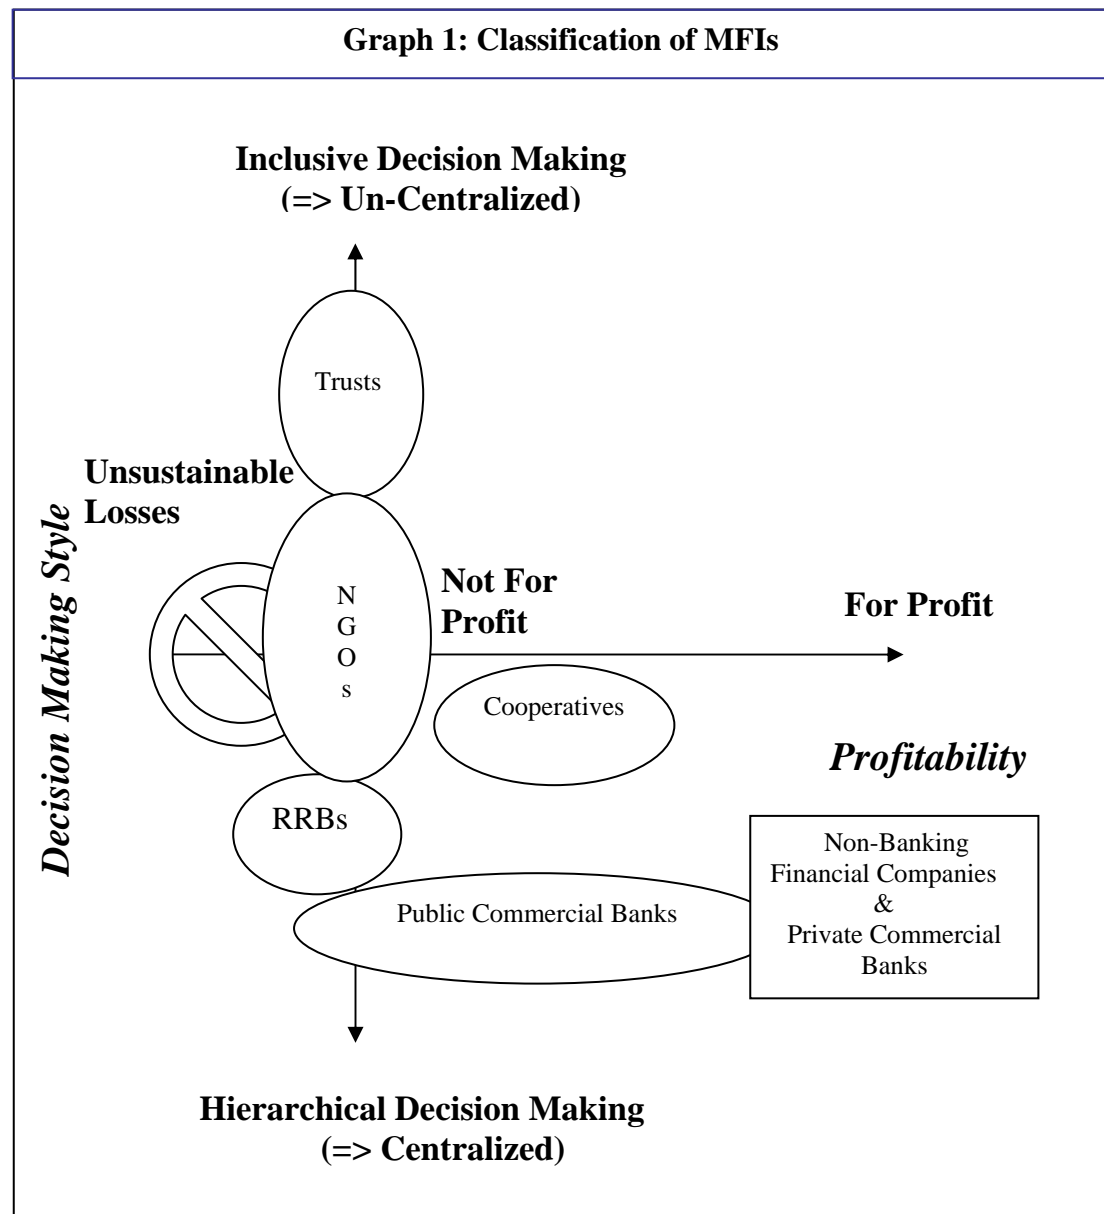 Graph 1: Classification of MFIs
Inclusive Decision Making
(=> Un-Centralized)
Trusts
Unsustainable
Losses
Decision Making Style
N
G
O
s
Not For
Profit
For Profit
Cooperatives
Profitability
RRBs
Non-Banking
Financial Companies
&
Private Commercial
Banks
Public Commercial Banks
Hierarchical Decision Making
(=> Centralized)